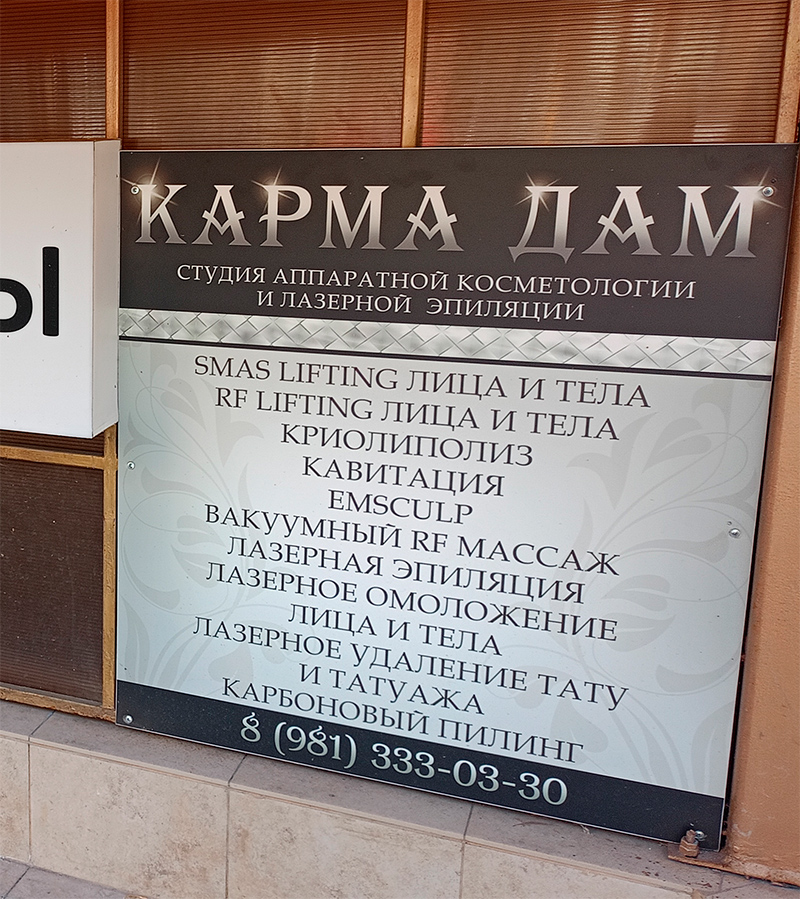 КАРМА ДАМ
СТУДИЯ АППАРАТНОЙ КОСМЕТОЛОГИИ
И ЛАЗЕРНОЙ ЭПИЛЯЦИИ
SMAS LIFTING ЛИЦА И ТЕЛА
RF LIFTING ЛИЦА И ТЕЛА
КРИОЛИПОЛИЗ
КАВИТАЦИЯ
EMSCULP
ВАКУУМНЫЙ RF МАССАЖ
ЛАЗЕРНАЯ ЭПИЛЯЦИЯ
ЛАЗЕРНОЕ ОМОЛОЖЕНИЕ
ЛИЦА И ТЕЛА
ЛАЗЕРНОЕ УДАЛЕНИЕ ТАТУ
И ТАТУАЖА
КАРБОНОВЫЙ ПИЛИНГ
8 (981) 333-03-30